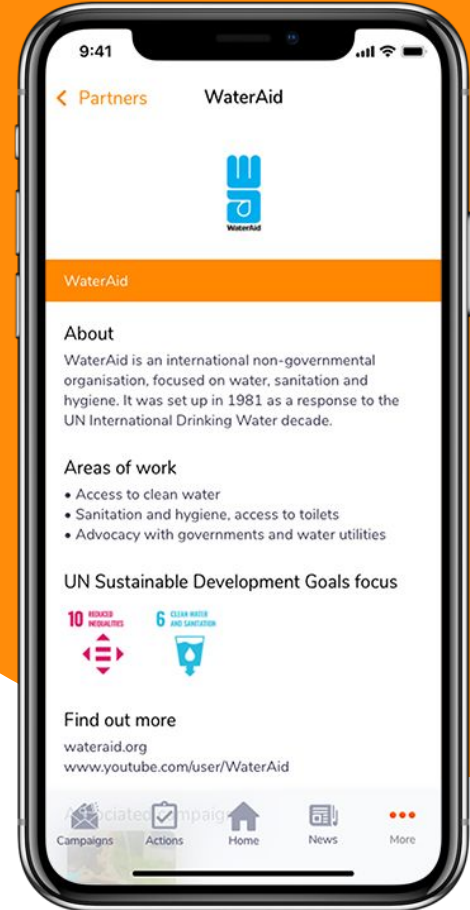 9:41
Partners
WaterAid
WaterAid
WaterAid
About
WaterAid is an international non-governmental
organisation, focused on water, sanitation and
hygiene. It was set up in 1981 as a response to the
UN International Drinking Water decade.
Areas of work
• Access to clean water
• Sanitation and hygiene, access to toilets
• Advocacy with governments and water utilities
UN Sustainable Development Goals focus
10 REDUCED INEQUALITIES 6 CLEAN WATER AND SANITATION
Find out more
wateraid.org
www.youtube.com/user/WaterAid
Associated campaig
Campaigns Actions Home News More